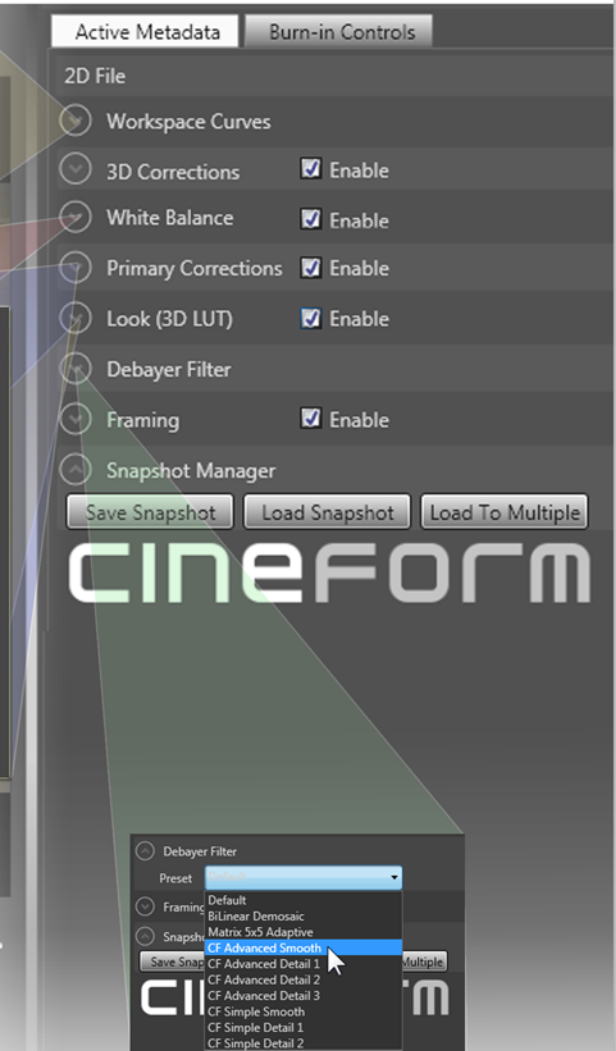 Active Metadata
Burn-in Controls
2D File
Workspace Curves
3D Corrections Enable
White Balance Enable
Primary Corrections Enable
Look (3D LUT) Enable
Debayer Filter
Framing Enable
Snapshot Manager
Save Snapshot Load Snapshot Load To Multiple
CINEFORM
Debayer Filter
Preset Default
Default
BiLinear Demosaic
Framing
Matrix 5x5 Adaptive
CF Advanced Smooth
CF Advanced Detail 1
Multiple
CF Advanced Detail 2
CF Advanced Detail 3
CF Simple Smooth
CF Simple Detail 1
CF Simple Detail 2